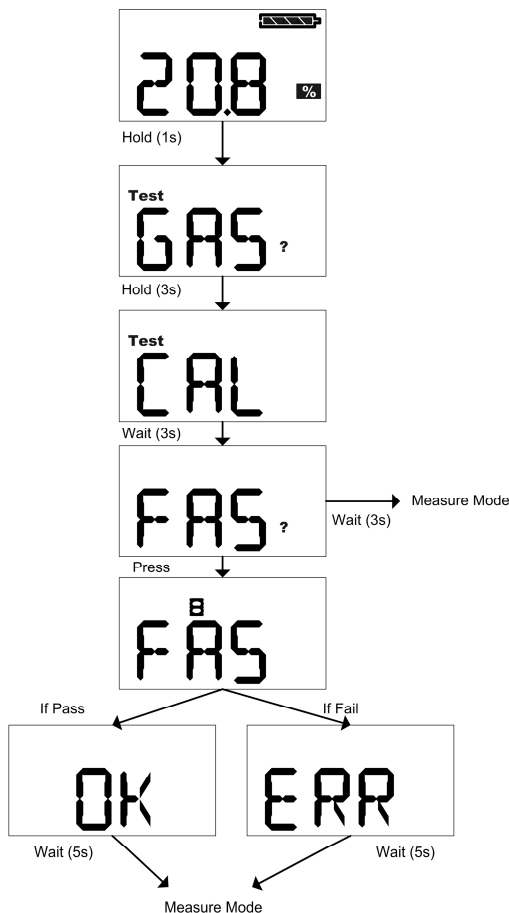 20.8
%
Hold (1s)
Test
GAS ?
Hold (3s)
Test
CAL
Wait (3s)
FAS ?
Measure Mode
Wait (3s)
Press
8
FAS
If Pass
If Fail
OK
ERR
Wait (5s)
Wait (5s)
Measure Mode